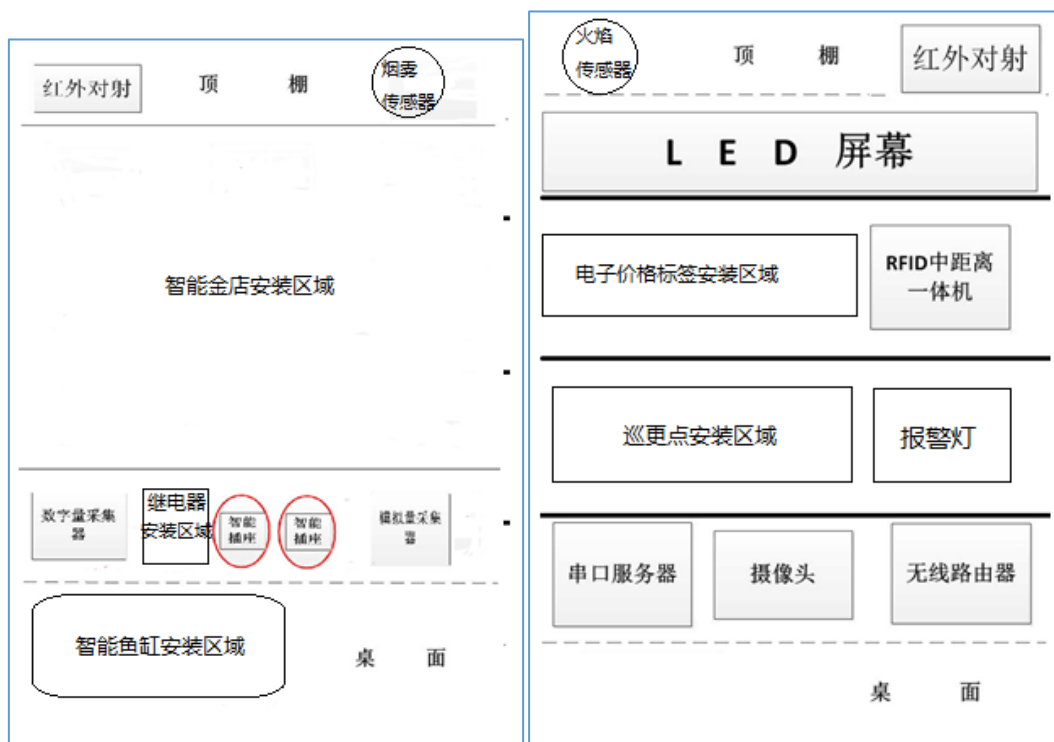 红外对射
顶 棚
烟雾
传感器
智能金店安装区域
数字量采集
器
继电器
安装区域
智能
插座
智能
插座
模拟量采集
器
智能鱼缸安装区域
桌 面
火焰
传感器
顶 棚
红外对射
L E D 屏幕
电子价格标签安装区域
RFID中距离
一体机
巡更点安装区域
报警灯
串口服务器
摄像头
无线路由器
桌 面